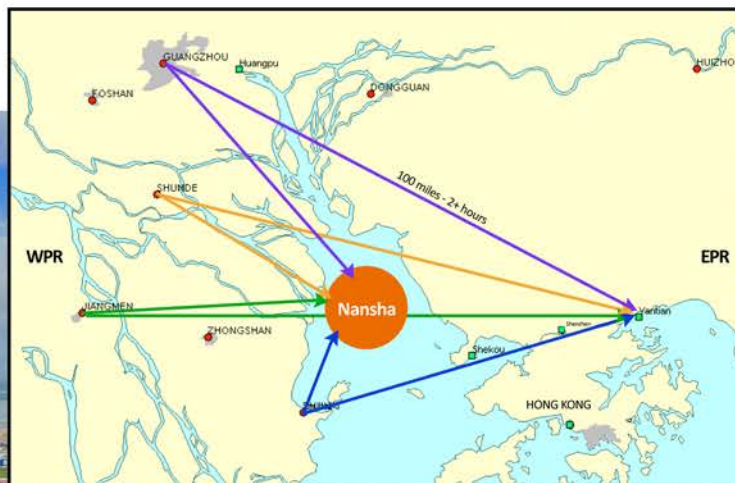 GUANGZHOU
Huangpu
HUIZHO
FOSHAN
DONGGUAN
100 miles - 2+ hours
SHUNDE
WPR
EPR
Nansha
JIANGMEN
Yantian
ZHONGSHAN
Shenzhen
Shekou
HONG KONG